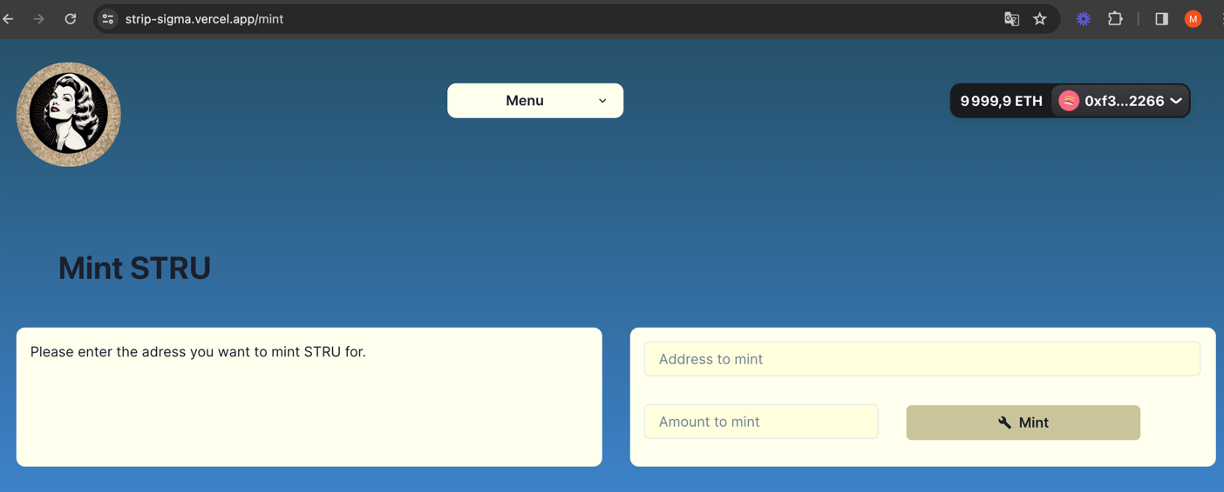 strip-sigma.vercel.app/mint
M
Menu
9 999,9 ETH 0xf3...2266
Mint STRU
Please enter the adress you want to mint STRU for.
Address to mint
Amount to mint
Mint